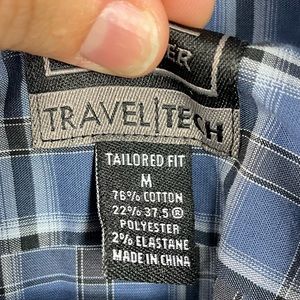 TRAVEL|TECH
TAILORED FIT
M
76% COTTON
22% 37.5®
POLYESTER
2% ELASTANE
MADE IN CHINA